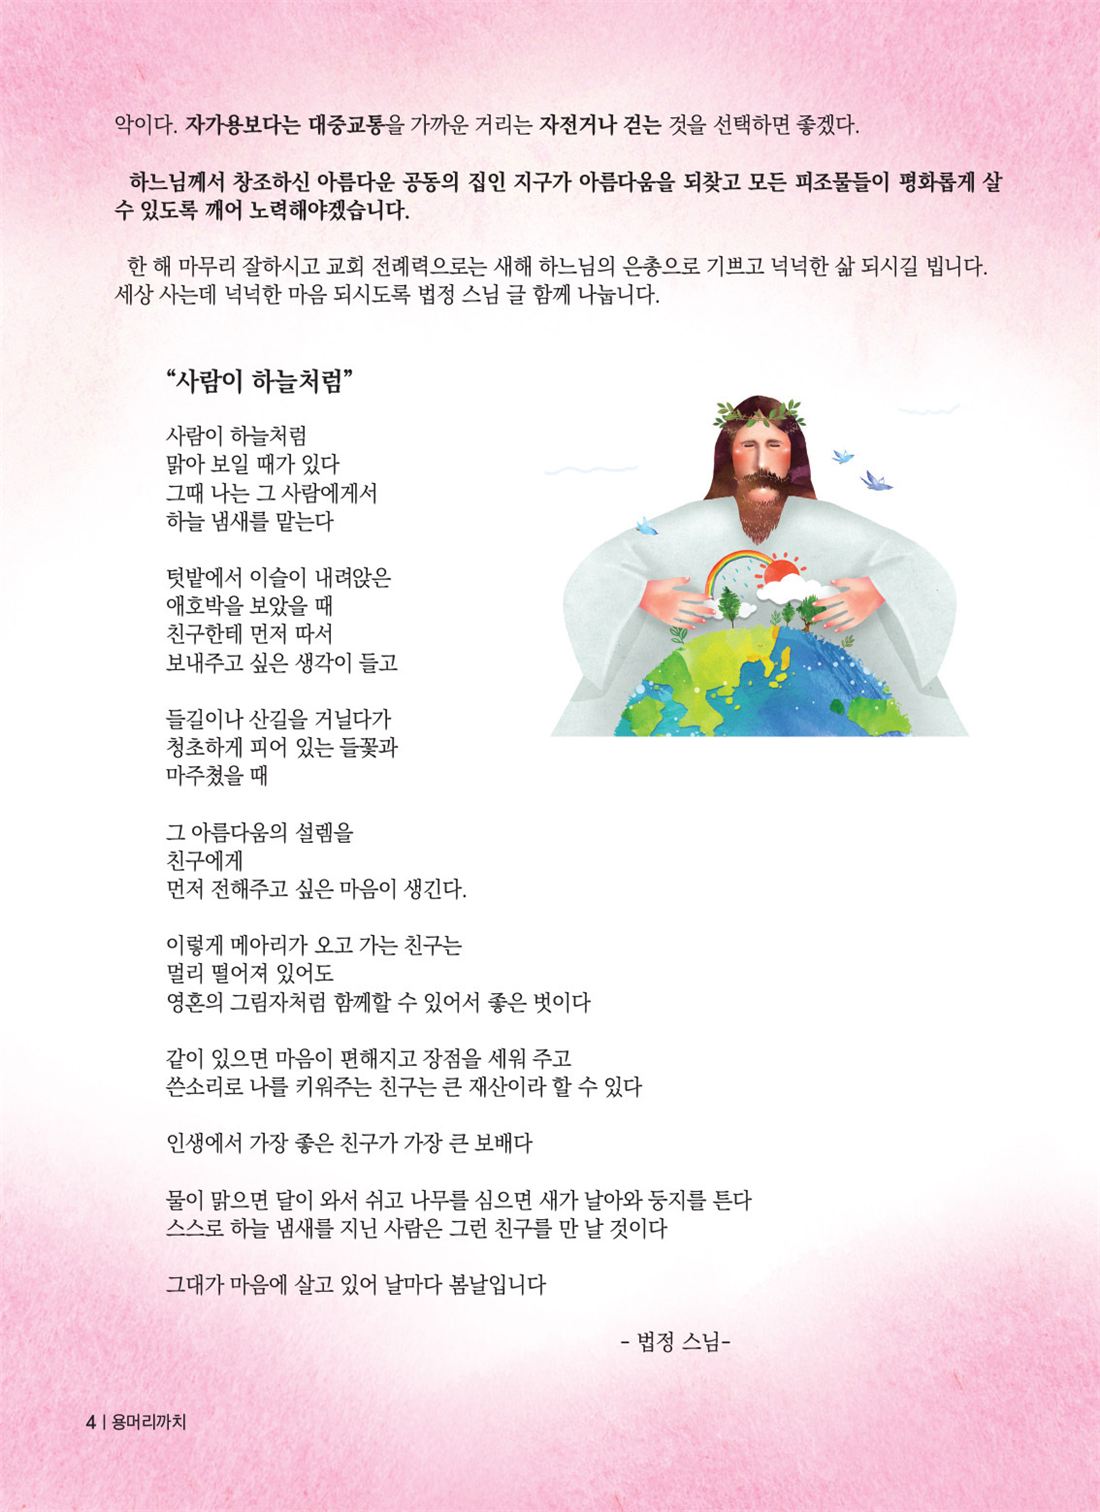 악이다. 자가용보다는 대중교통을 가까운 거리는 자전거나 걷는 것을 선택하면 좋겠다.
하느님께서 창조하신 아름다운 공동의 집인 지구가 아름다움을 되찾고 모든 피조물들이 평화롭게 살
수 있도록 깨어 노력해야겠습니다.
한 해 마무리 잘하시고 교회 전례력으로는 새해 하느님의 은총으로 기쁘고 넉넉한 삶 되시길 빕니다.
세상 사는데 넉넉한 마음 되시도록 법정 스님 글 함께 나눕니다.
“사람이 하늘처럼”
사람이 하늘처럼
맑아 보일 때가 있다
그때 나는 그 사람에게서
하늘 냄새를 맡는다
텃밭에서 이슬이 내려앉은
애호박을 보았을 때
친구한테 먼저 따서
보내주고 싶은 생각이 들고
들길이나 산길을 거닐다가
청초하게 피어 있는 들꽃과
마주쳤을 때
그 아름다움의 설렘을
친구에게
먼저 전해주고 싶은 마음이 생긴다.
이렇게 메아리가 오고 가는 친구는
멀리 떨어져 있어도
영혼의 그림자처럼 함께할 수 있어서 좋은 벗이다
같이 있으면 마음이 편해지고 장점을 세워 주고
쓴소리로 나를 키워주는 친구는 큰 재산이라 할 수 있다
인생에서 가장 좋은 친구가 가장 큰 보배다
물이 맑으면 달이 와서 쉬고 나무를 심으면 새가 날아와 둥지를 튼다
스스로 하늘 냄새를 지닌 사람은 그런 친구를 만 날 것이다
그대가 마음에 살고 있어 날마다 봄날입니다
- 법정 스님-
4 | 용머리까치